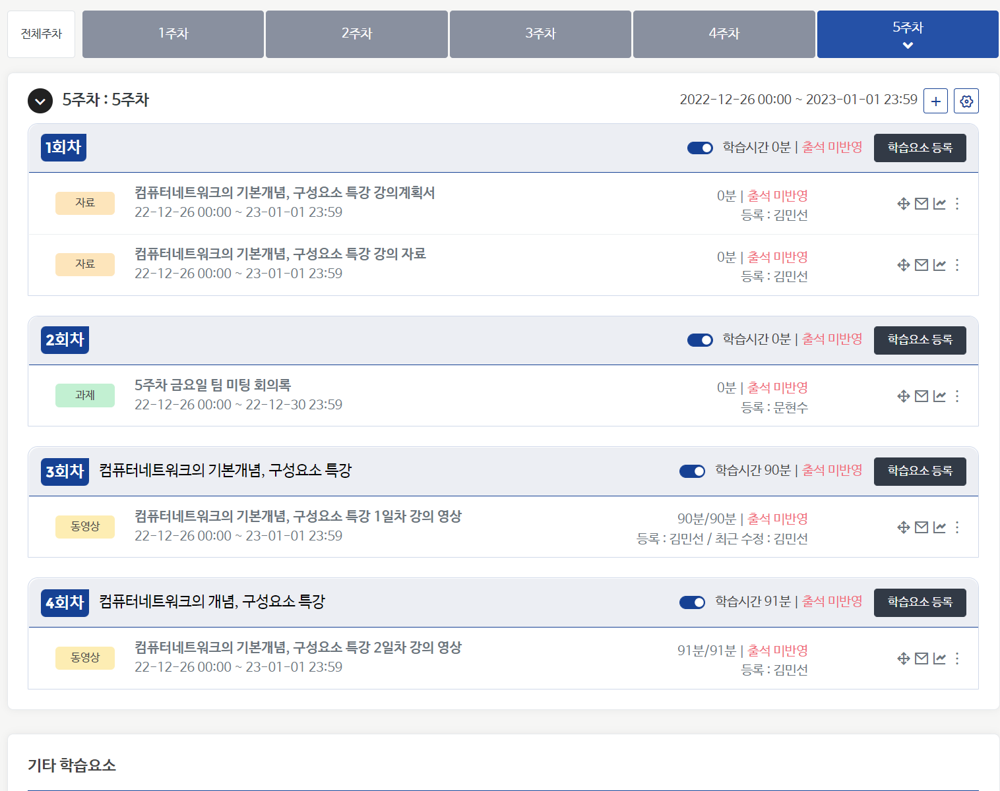 전체주차
1주차
2주차
3주차
4주차
5주차
5주차 : 5주차
2022-12-26 00:00 ~ 2023-01-01 23:59
1회차
학습시간 0분 | 출석 미반영
학습요소 등록
자료
컴퓨터네트워크의 기본개념, 구성요소 특강 강의계획서
22-12-26 00:00 ~ 23-01-01 23:59
0분 | 출석 미반영
등록 : 김민선
자료
컴퓨터네트워크의 기본개념, 구성요소 특강 강의 자료
22-12-26 00:00 ~ 23-01-01 23:59
0분 | 출석 미반영
등록 : 김민선
2회차
학습시간 0분 | 출석 미반영
학습요소 등록
과제
5주차 금요일 팀 미팅 회의록
22-12-26 00:00 ~ 22-12-30 23:59
0분 | 출석 미반영
등록 : 문현수
3회차
컴퓨터네트워크의 기본개념, 구성요소 특강
학습시간 90분 | 출석 미반영
학습요소 등록
동영상
컴퓨터네트워크의 기본개념, 구성요소 특강 1일차 강의 영상
22-12-26 00:00 ~ 23-01-01 23:59
90분/90분 | 출석 미반영
등록 : 김민선 / 최근 수정 : 김민선
4회차
컴퓨터네트워크의 개념, 구성요소 특강
학습시간 91분 | 출석 미반영
학습요소 등록
동영상
컴퓨터네트워크의 기본개념, 구성요소 특강 2일차 강의 영상
22-12-26 00:00 ~ 23-01-01 23:59
91분/91분 | 출석 미반영
등록 : 김민선
기타 학습요소